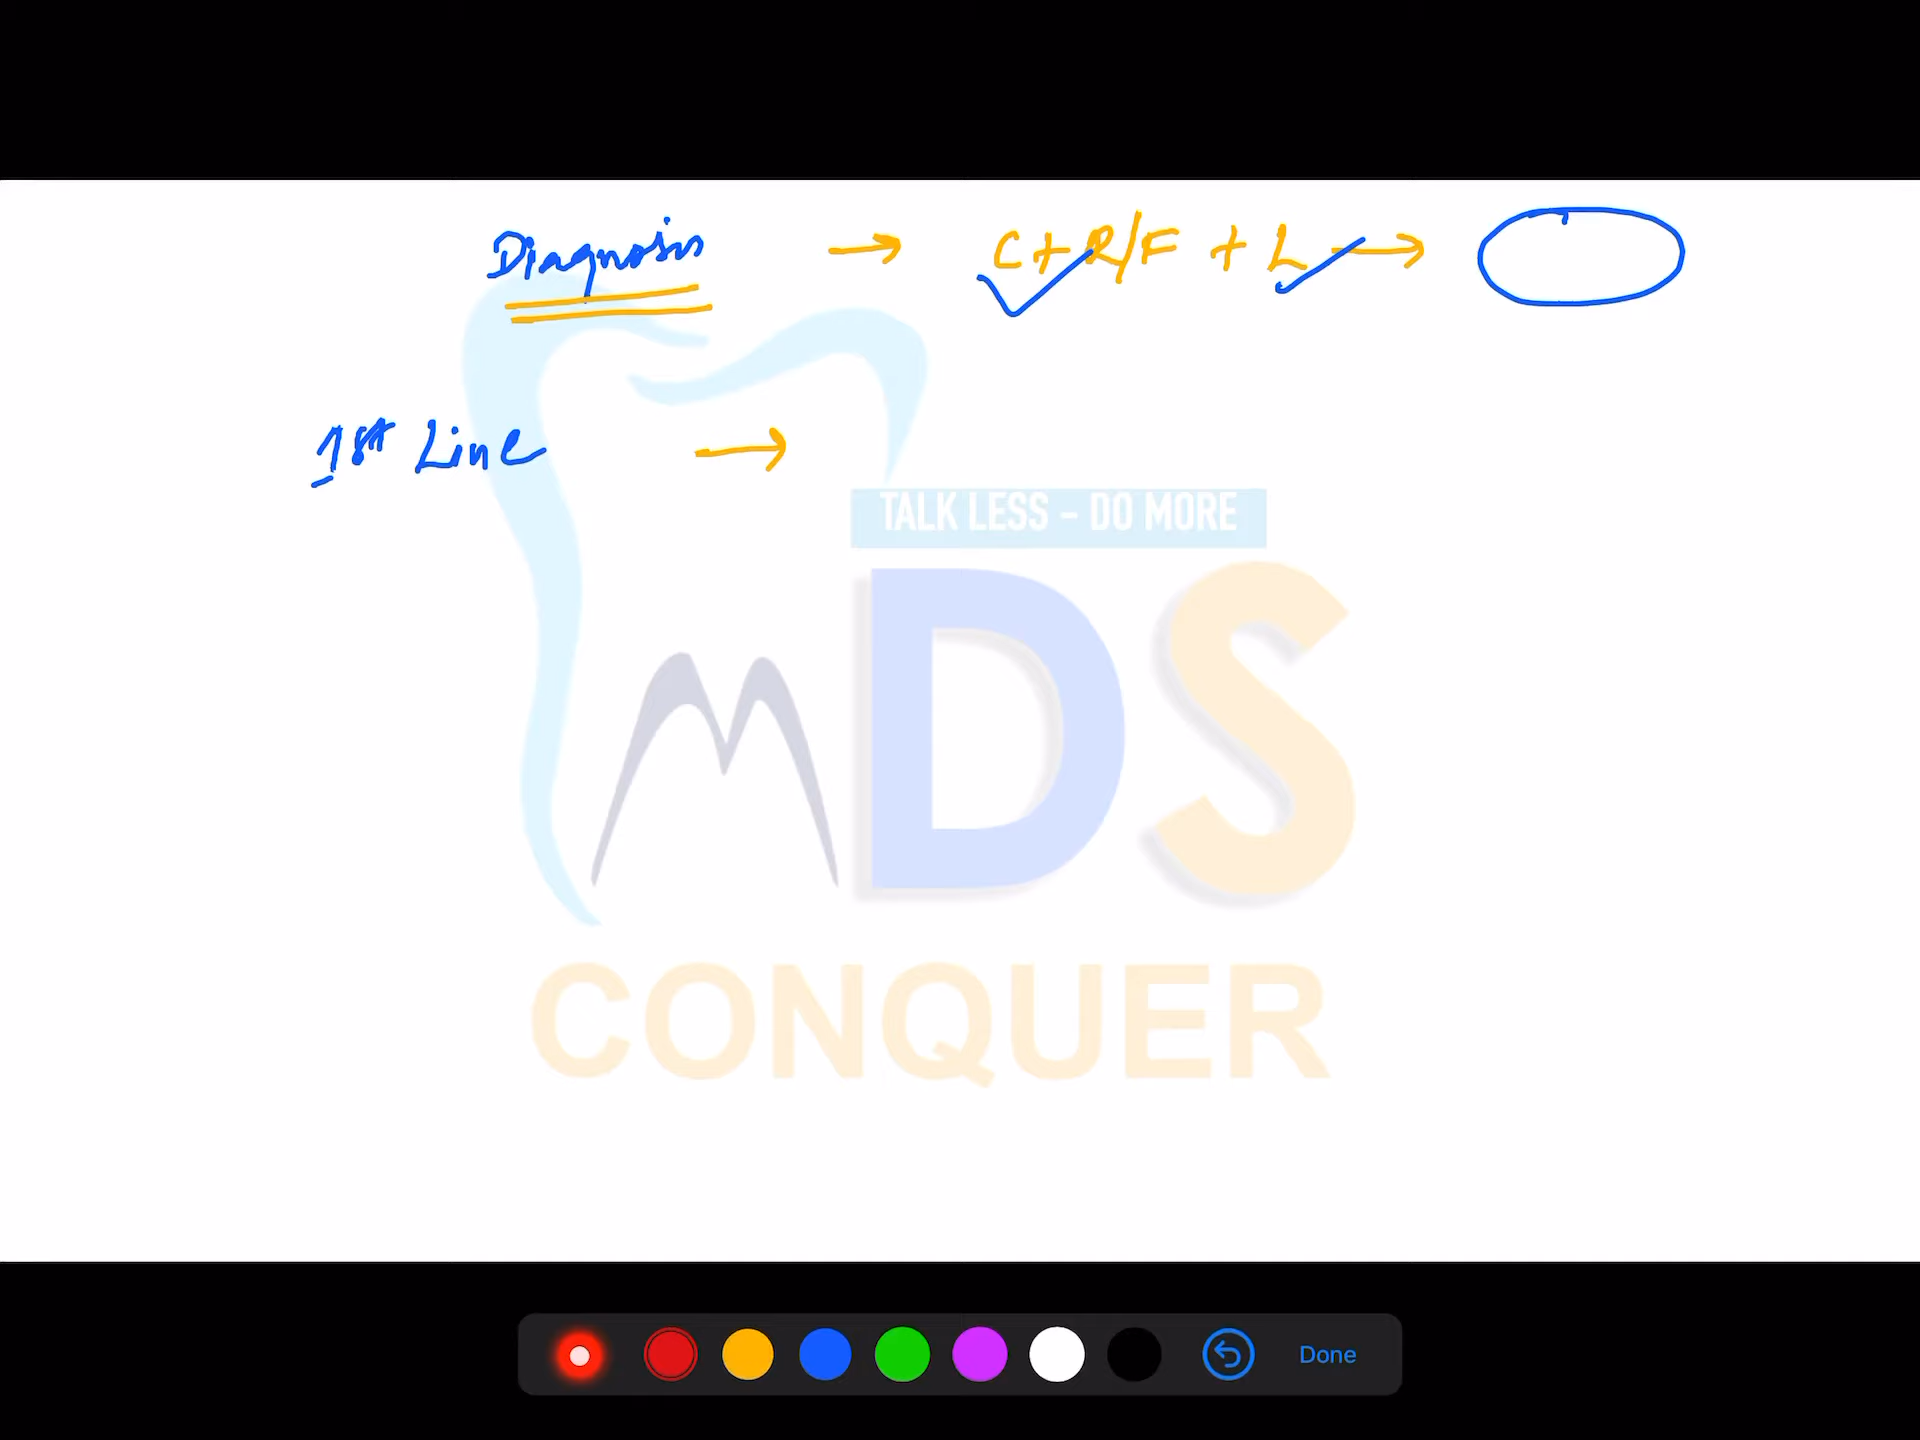 Diagnosis → C + R/F + L →
1st Line →
TALK LESS - DO MORE
MDS
CONQUER
Done